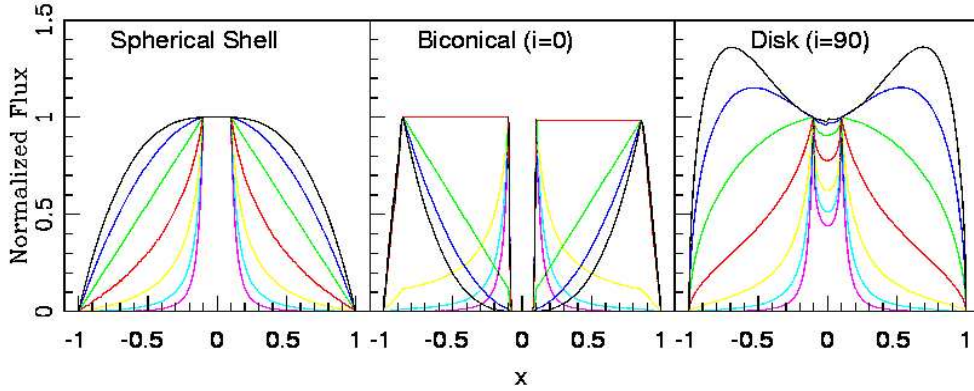 Spherical Shell
Biconical (i=0)
Disk (i=90)
Normalized Flux
1.5
1
0.5
0
-1 -0.5 0 0.5 1
-1 -0.5 0 0.5 1
-1 -0.5 0 0.5 1
x